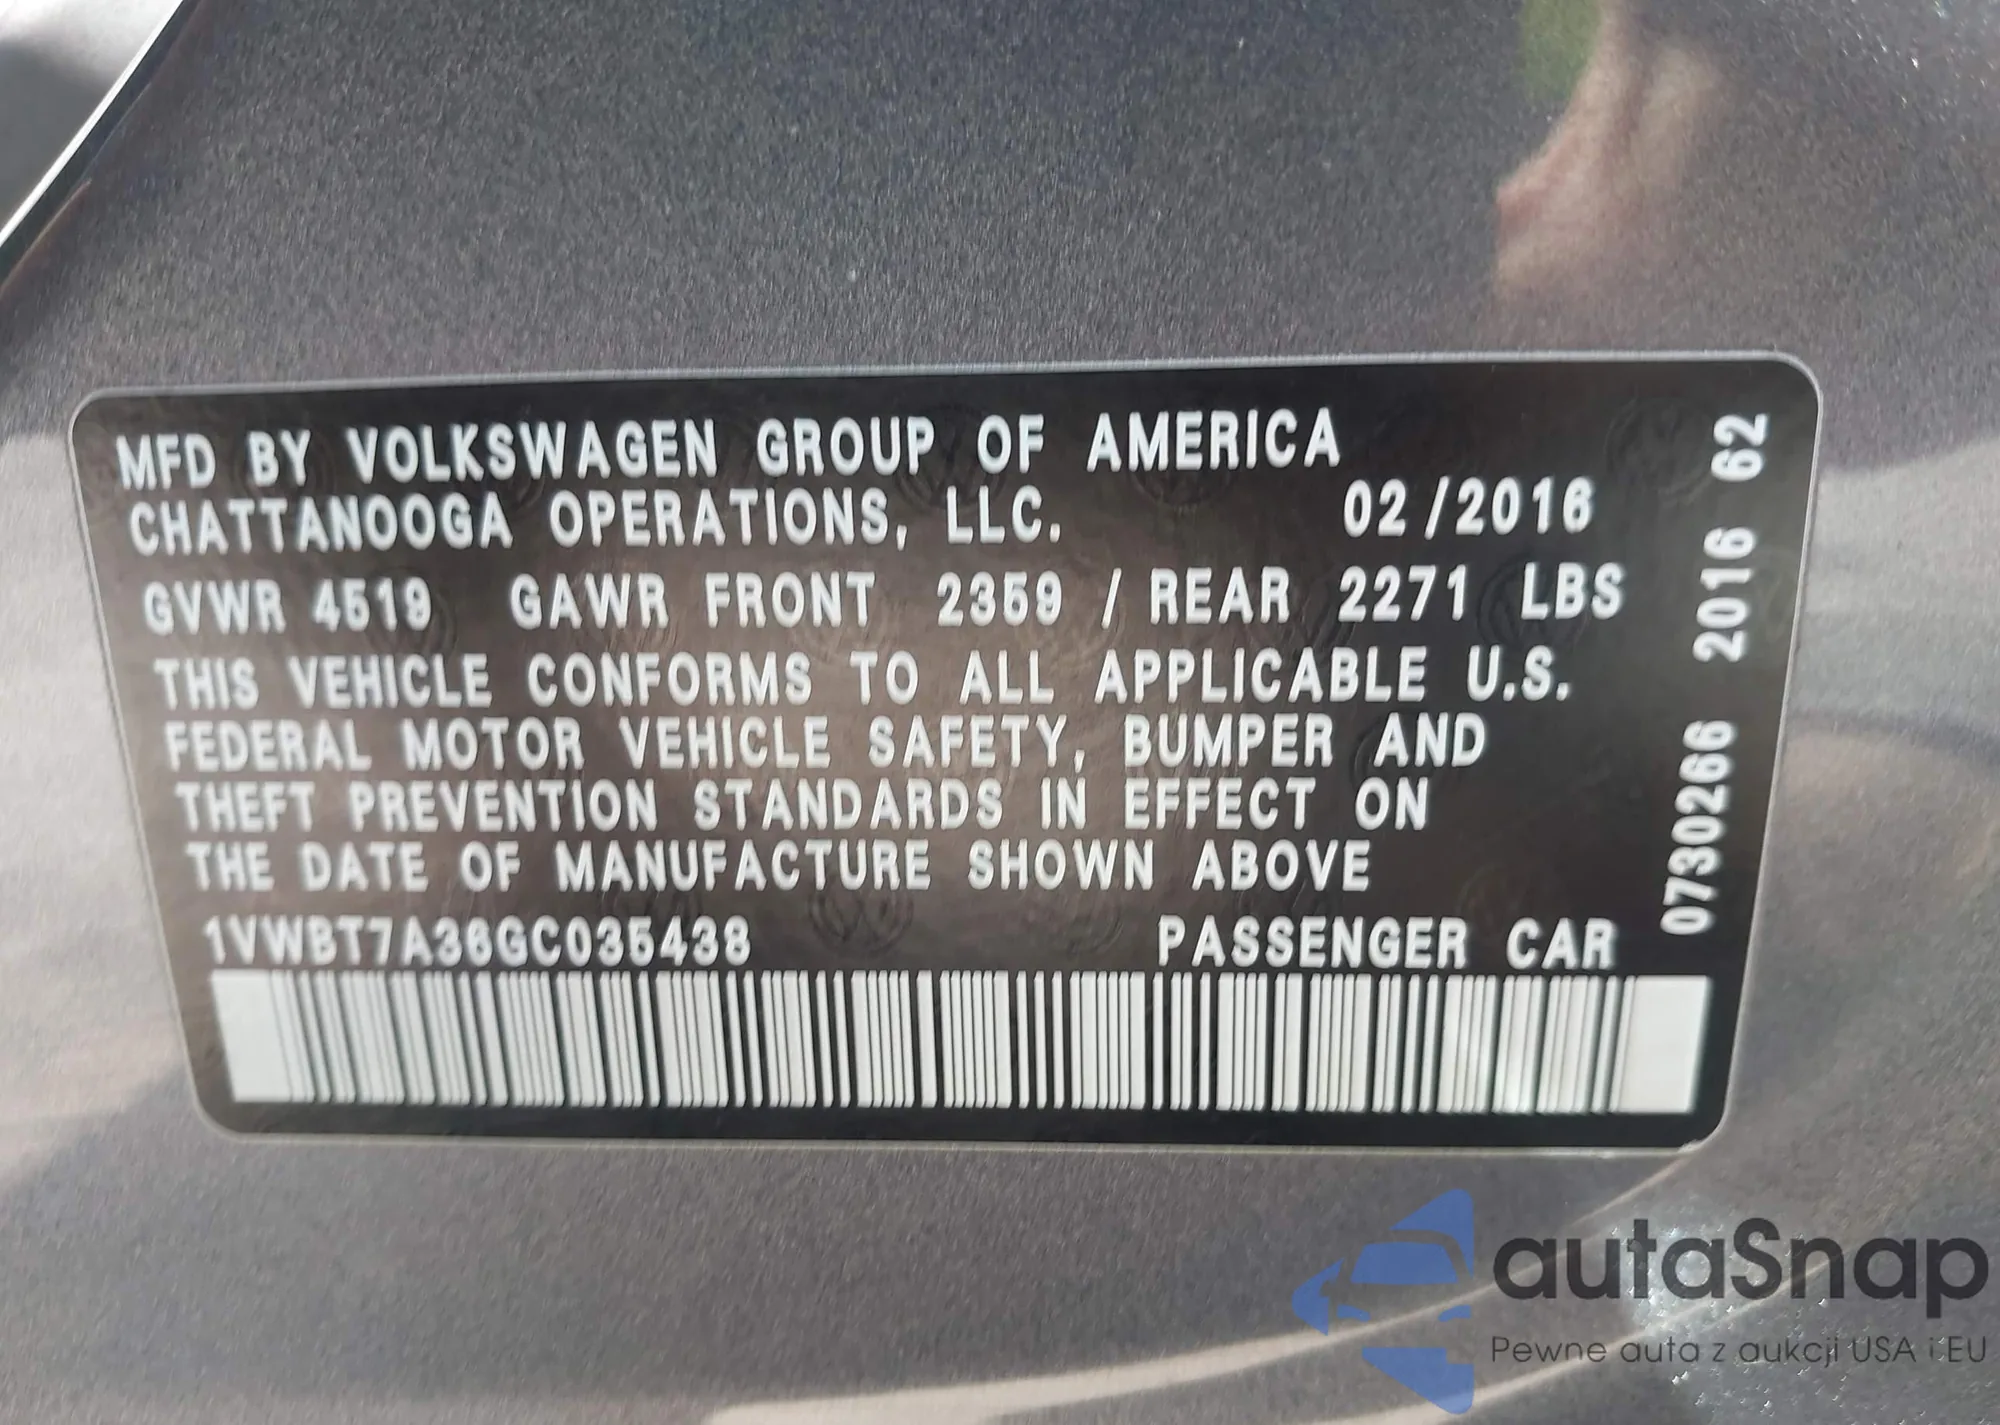 MFD BY VOLKSWAGEN GROUP OF AMERICA
CHATTANOOGA OPERATIONS, LLC. 02/2016
GVWR 4519 GAWR FRONT 2359 / REAR 2271 LBS
THIS VEHICLE CONFORMS TO ALL APPLICABLE U.S.
FEDERAL MOTOR VEHICLE SAFETY, BUMPER AND
THEFT PREVENTION STANDARDS IN EFFECT ON
THE DATE OF MANUFACTURE SHOWN ABOVE
1VWBT7A36GC035438 PASSENGER CAR
0730266 2016 62
autaSnap
Pewne auta z aukcji USA i EU